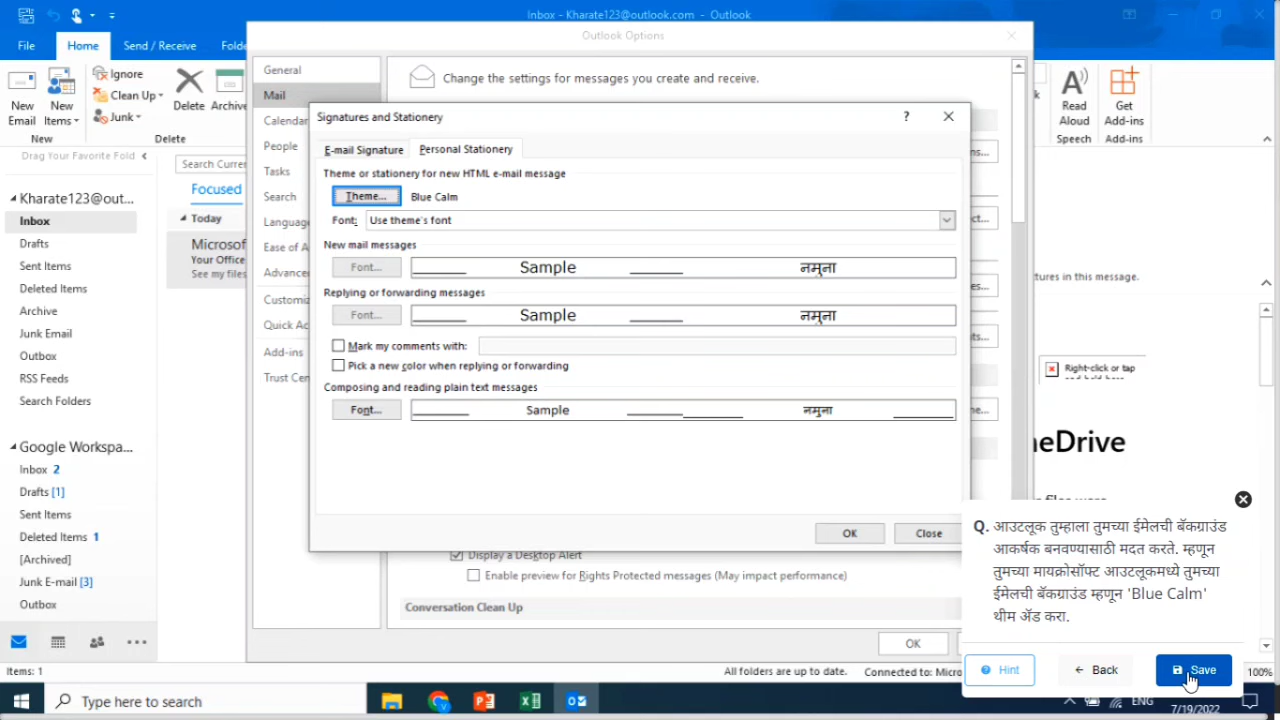 Inbox - Kharate123@outlook.com - Outlook
File
Home
Send / Receive
Outlook Options
New Email
New Items
New
Ignore
Clean Up
Junk
Delete
Archive
Delete
Read Aloud
Speech
Get Add-ins
Add-ins
General
Mail
People
Tasks
Search
Change the settings for messages you create and receive.
Drag Your Favorite Fold
Kharate123@out...
Inbox
Drafts
Sent Items
Deleted Items
Archive
Junk Email
Outbox
RSS Feeds
Search Folders
Google Workspa...
Inbox 2
Drafts [1]
Sent Items
Deleted Items 1
[Archived]
Junk E-mail [3]
Outbox
Focused
Today
Your Office
See my files
Add-ins
Signatures and Stationery
?
E-mail Signature
Personal Stationery
Theme or stationery for new HTML e-mail message
Theme... Blue Calm
Font: Use theme's font
New mail messages
Font... Sample नमुना
Replying or forwarding messages
Font... Sample नमुना
Mark my comments with:
Pick a new color when replying or forwarding
Composing and reading plain text messages
Font... Sample नमुना
OK
Close
tures in this message.
Right-click or tap
eDrive
Display a Desktop Alert
Enable preview for Rights Protected messages (May impact performance)
Conversation Clean Up
OK
Q. आउटलूक तुम्हाला तुमच्या ईमेलची बॅकग्राउंड
आकर्षक बनवण्यासाठी मदत करते. म्हणून
तुमच्या मायक्रोसॉफ्ट आउटलूकमध्ये तुमच्या
ईमेलची बॅकग्राउंड म्हणून 'Blue Calm'
थीम ॲड करा.
Hint
Back
Save
Items: 1
All folders are up to date.
Connected to: Micro
100%
Type here to search
ENG
7/19/2022